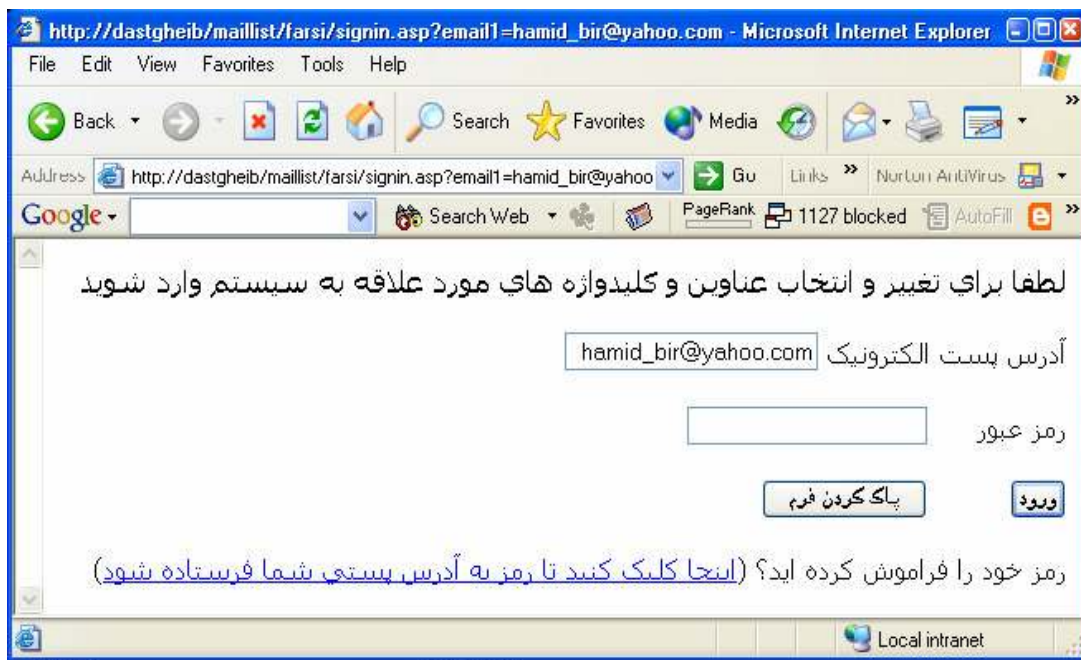 http://dastgheib/maillist/farsi/signin.asp?email1=hamid_bir@yahoo.com - Microsoft Internet Explorer
File Edit View Favorites Tools Help
Back Search Favorites Media »
Address http://dastgheib/maillist/farsi/signin.asp?email1=hamid_bir@yahoo Go Links » Norton AntiVirus
Google Search Web PageRank 1127 blocked AutoFill »
لطفا براي تغيير و انتخاب عناوين و كليدواژه هاي مورد علاقه به سيستم وارد شويد
آدرس پست الكترونيک hamid_bir@yahoo.com
رمز عبور
ورود پاک کردن فرم
رمز خود را فراموش كرده ايد؟ (اينجا كليک كنيد تا رمز به آدرس پستي شما فرستاده شود)
Local intranet